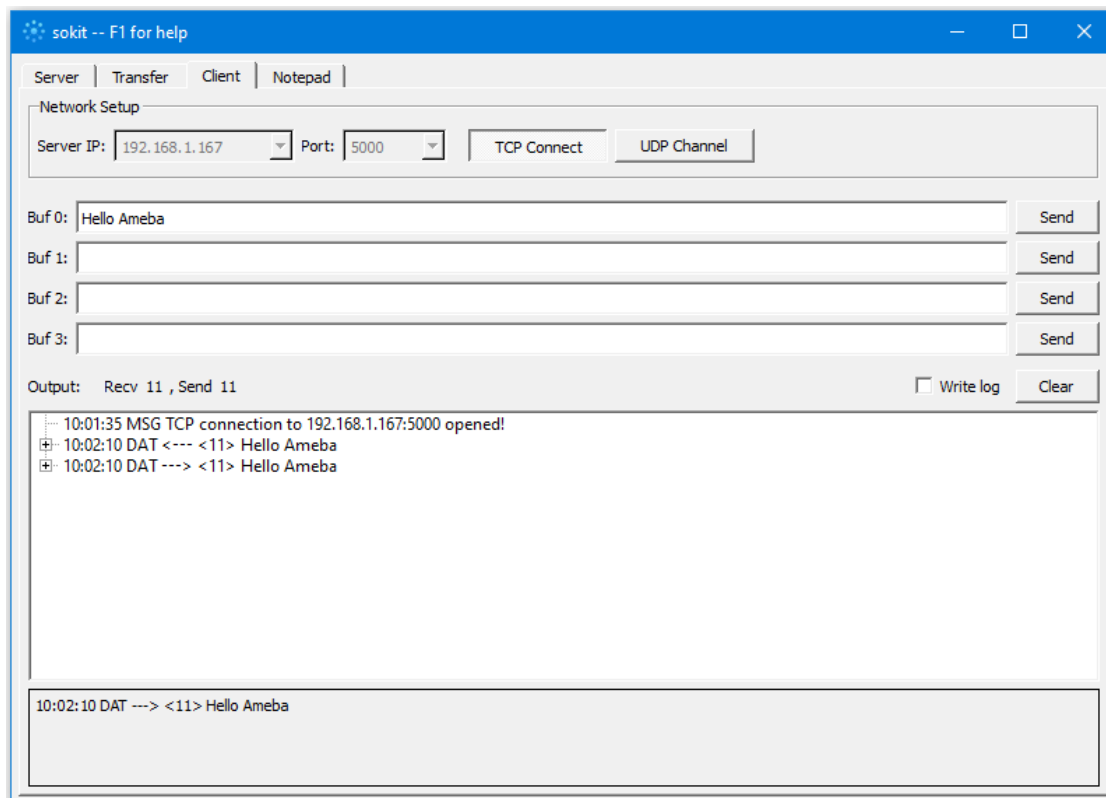 sokit -- F1 for help
Server Transfer Client Notepad
Network Setup
Server IP: 192.168.1.167 Port: 5000 TCP Connect UDP Channel
Buf 0: Hello Ameba Send
Buf 1: Send
Buf 2: Send
Buf 3: Send
Output: Recv 11 , Send 11 Write log Clear
10:01:35 MSG TCP connection to 192.168.1.167:5000 opened!
10:02:10 DAT <--- <11> Hello Ameba
10:02:10 DAT ---> <11> Hello Ameba
10:02:10 DAT ---> <11> Hello Ameba